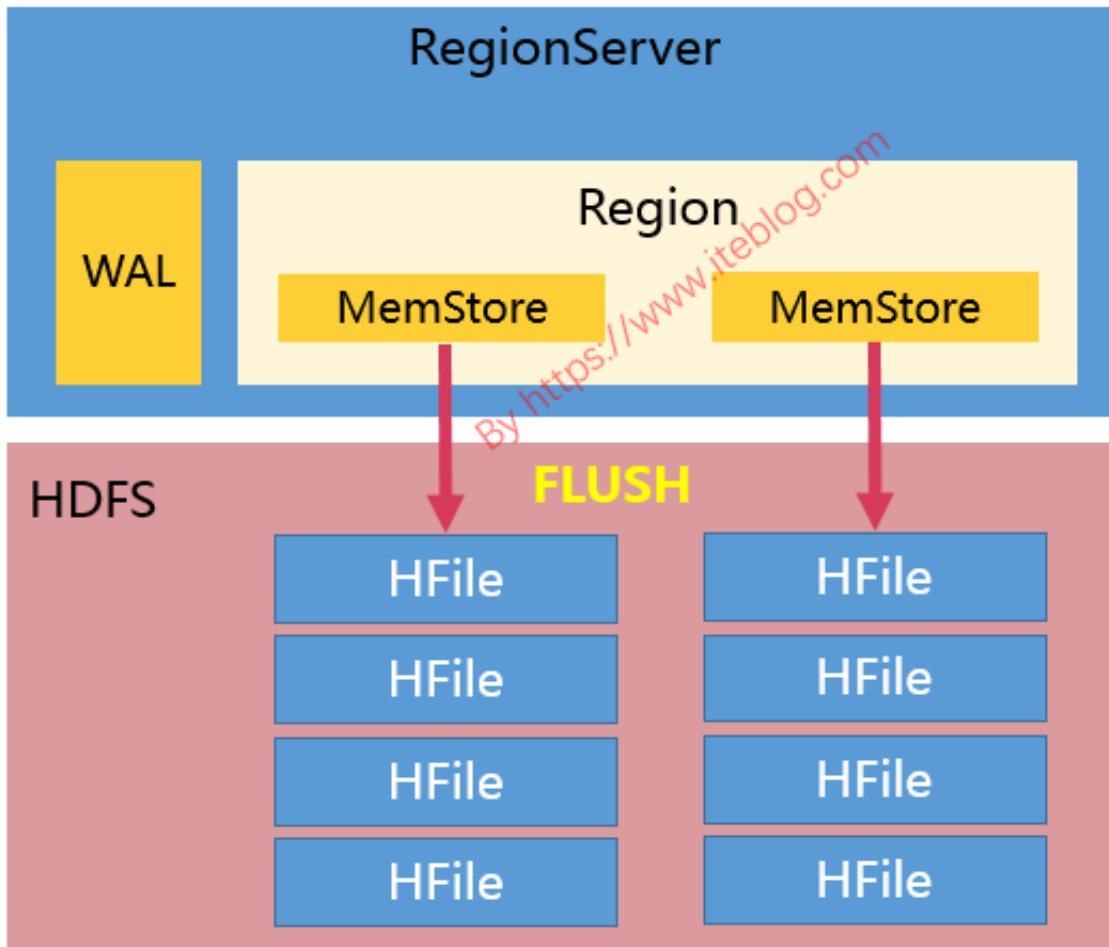 RegionServer
WAL
Region
MemStore
MemStore
By https://www.iteblog.com
HDFS
FLUSH
HFile
HFile
HFile
HFile
HFile
HFile
HFile
HFile